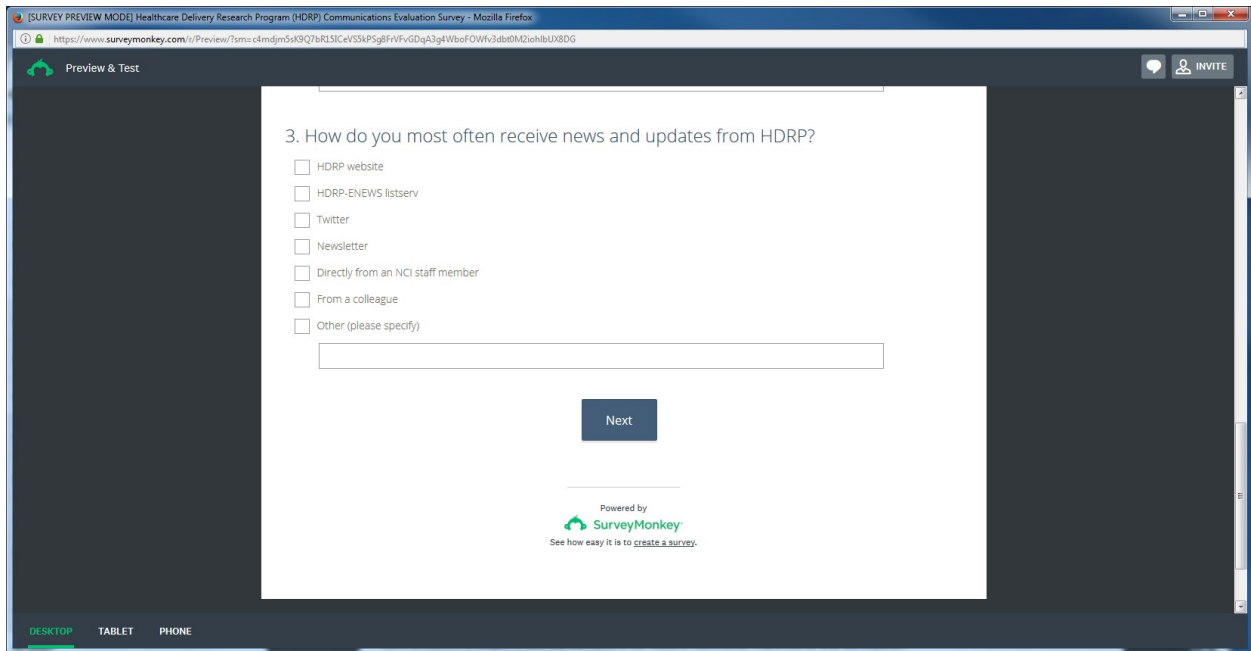 [SURVEY PREVIEW MODE] Healthcare Delivery Research Program (HDRP) Communications Evaluation Survey - Mozilla Firefox
https://www.surveymonkey.com/r/Preview/?sm=c4mdjm5sK9Q7bR15ICeVS5kPSg8FrVFvGDqA3g4WboFOWfv3dbt0M2iohIbUX8DG
Preview & Test
INVITE
3. How do you most often receive news and updates from HDRP?
HDRP website
HDRP-ENEWS listserv
Twitter
Newsletter
Directly from an NCI staff member
From a colleague
Other (please specify)
Next
Powered by
SurveyMonkey
See how easy it is to create a survey.
DESKTOP TABLET PHONE